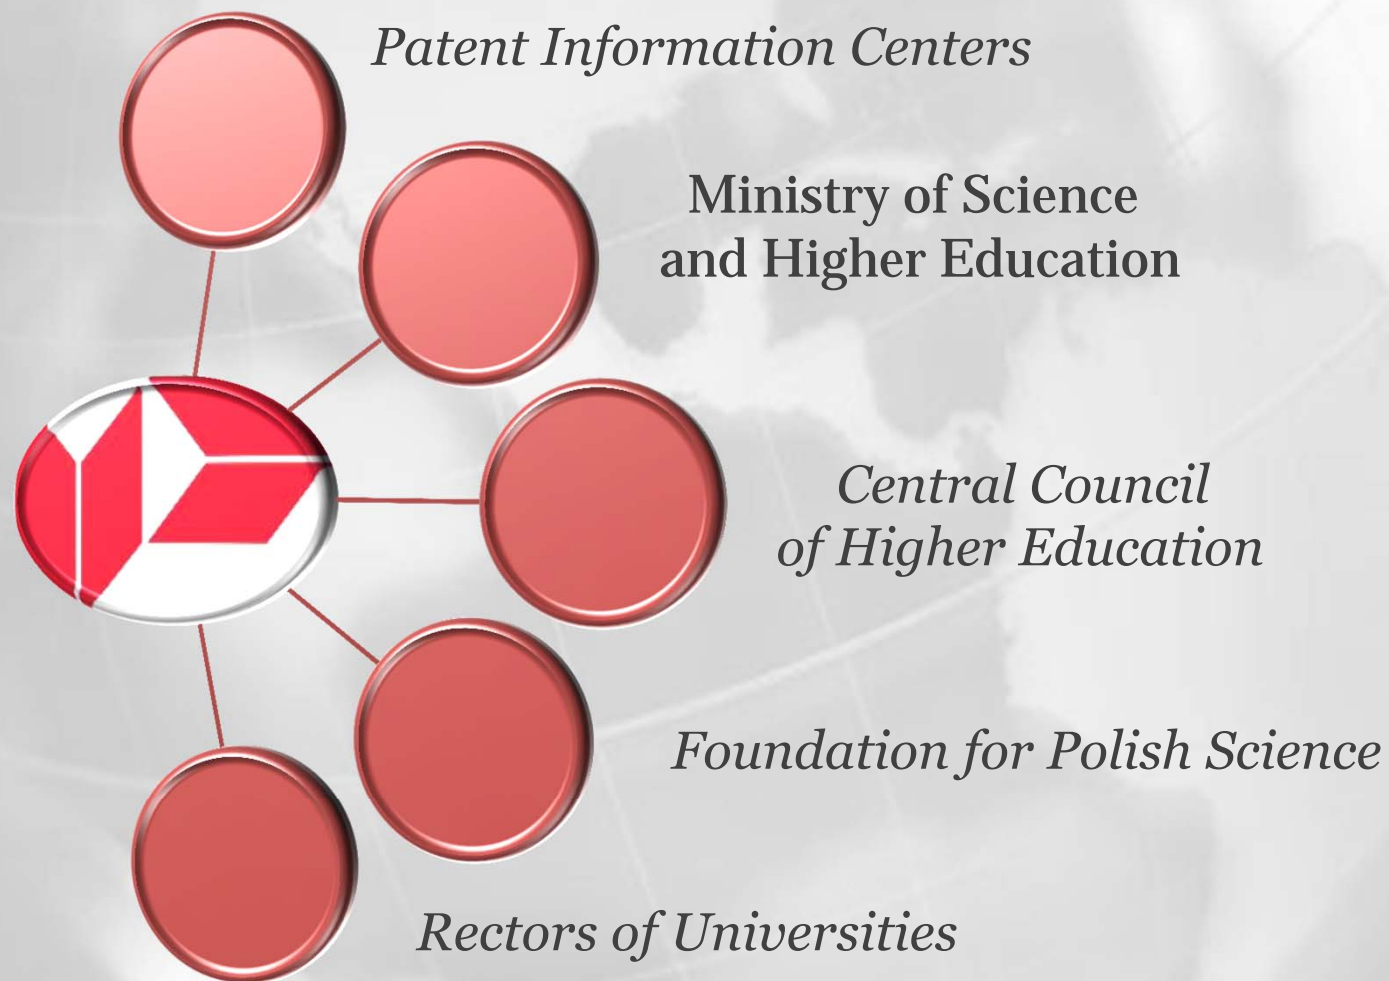 Patent Information Centers
Ministry of Science
and Higher Education
Central Council
of Higher Education
Foundation for Polish Science
Rectors of Universities